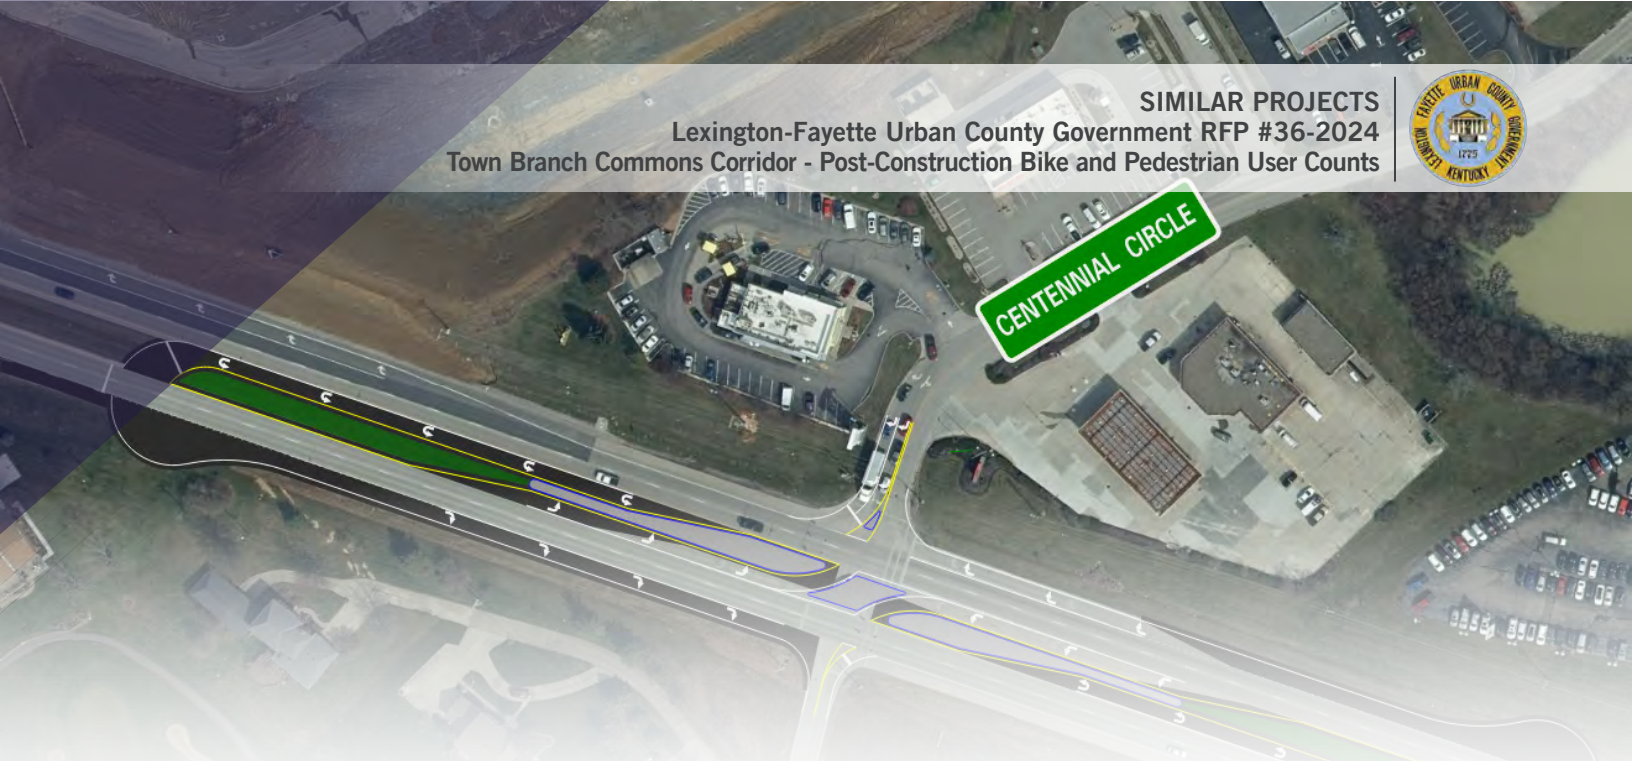 SIMILAR PROJECTS
Lexington-Fayette Urban County Government RFP #36-2024
Town Branch Commons Corridor - Post-Construction Bike and Pedestrian User Counts
LEXINGTON FAYETTE URBAN COUNTY GOVERNMENT
1775
KENTUCKY
CENTENNIAL CIRCLE